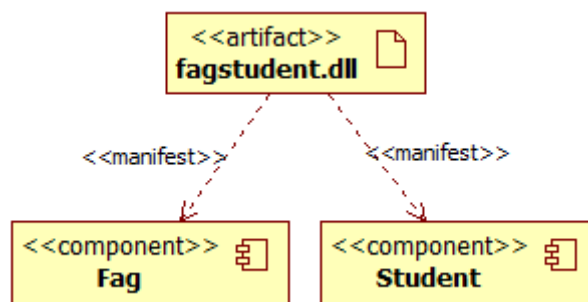 <<artifact>>
fagstudent.dll
<<manifest>>
<<manifest>>
<<component>>
Fag
<<component>>
Student